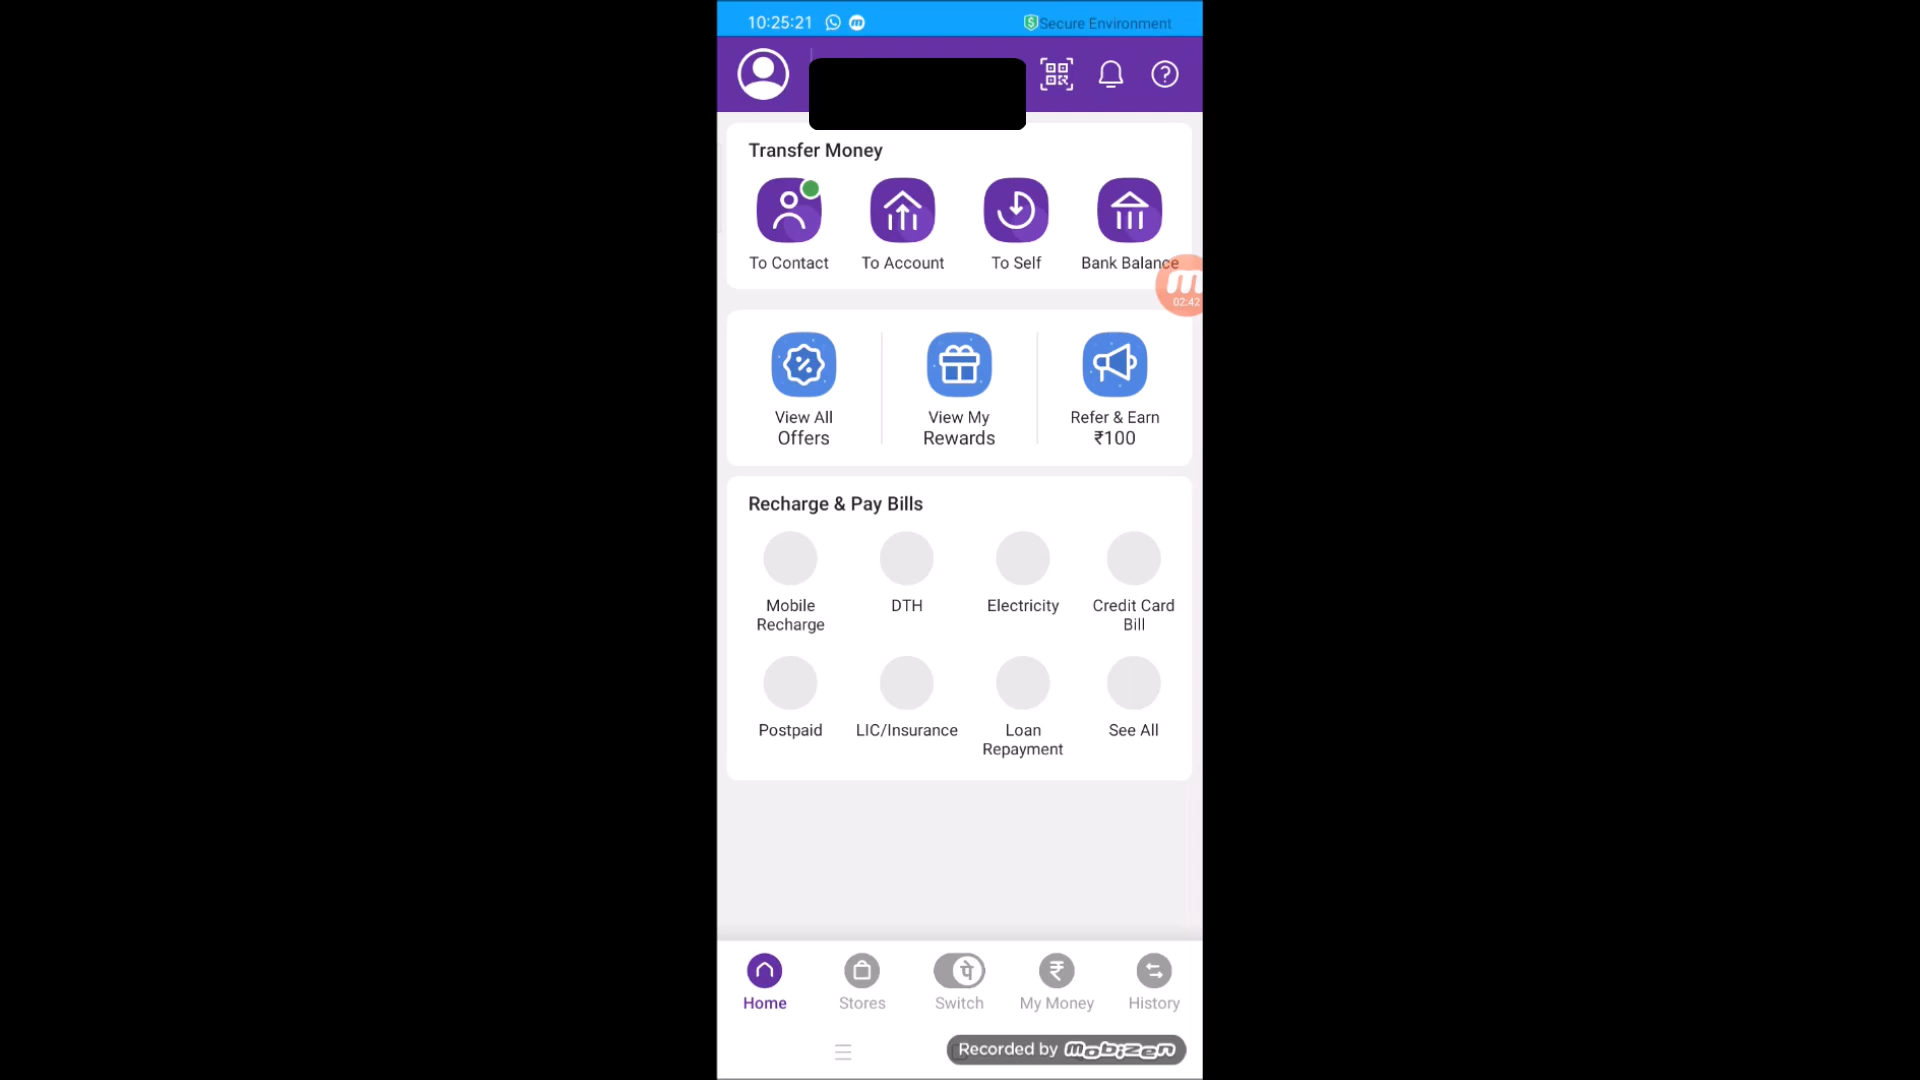 10:25:21
Secure Environment
Transfer Money
To Contact
To Account
To Self
Bank Balance
02:42
View All
Offers
View My
Rewards
Refer & Earn
₹100
Recharge & Pay Bills
Mobile
Recharge
DTH
Electricity
Credit Card
Bill
Postpaid
LIC/Insurance
Loan
Repayment
See All
पे
Home
Stores
Switch
My Money
History
Recorded by mobizen